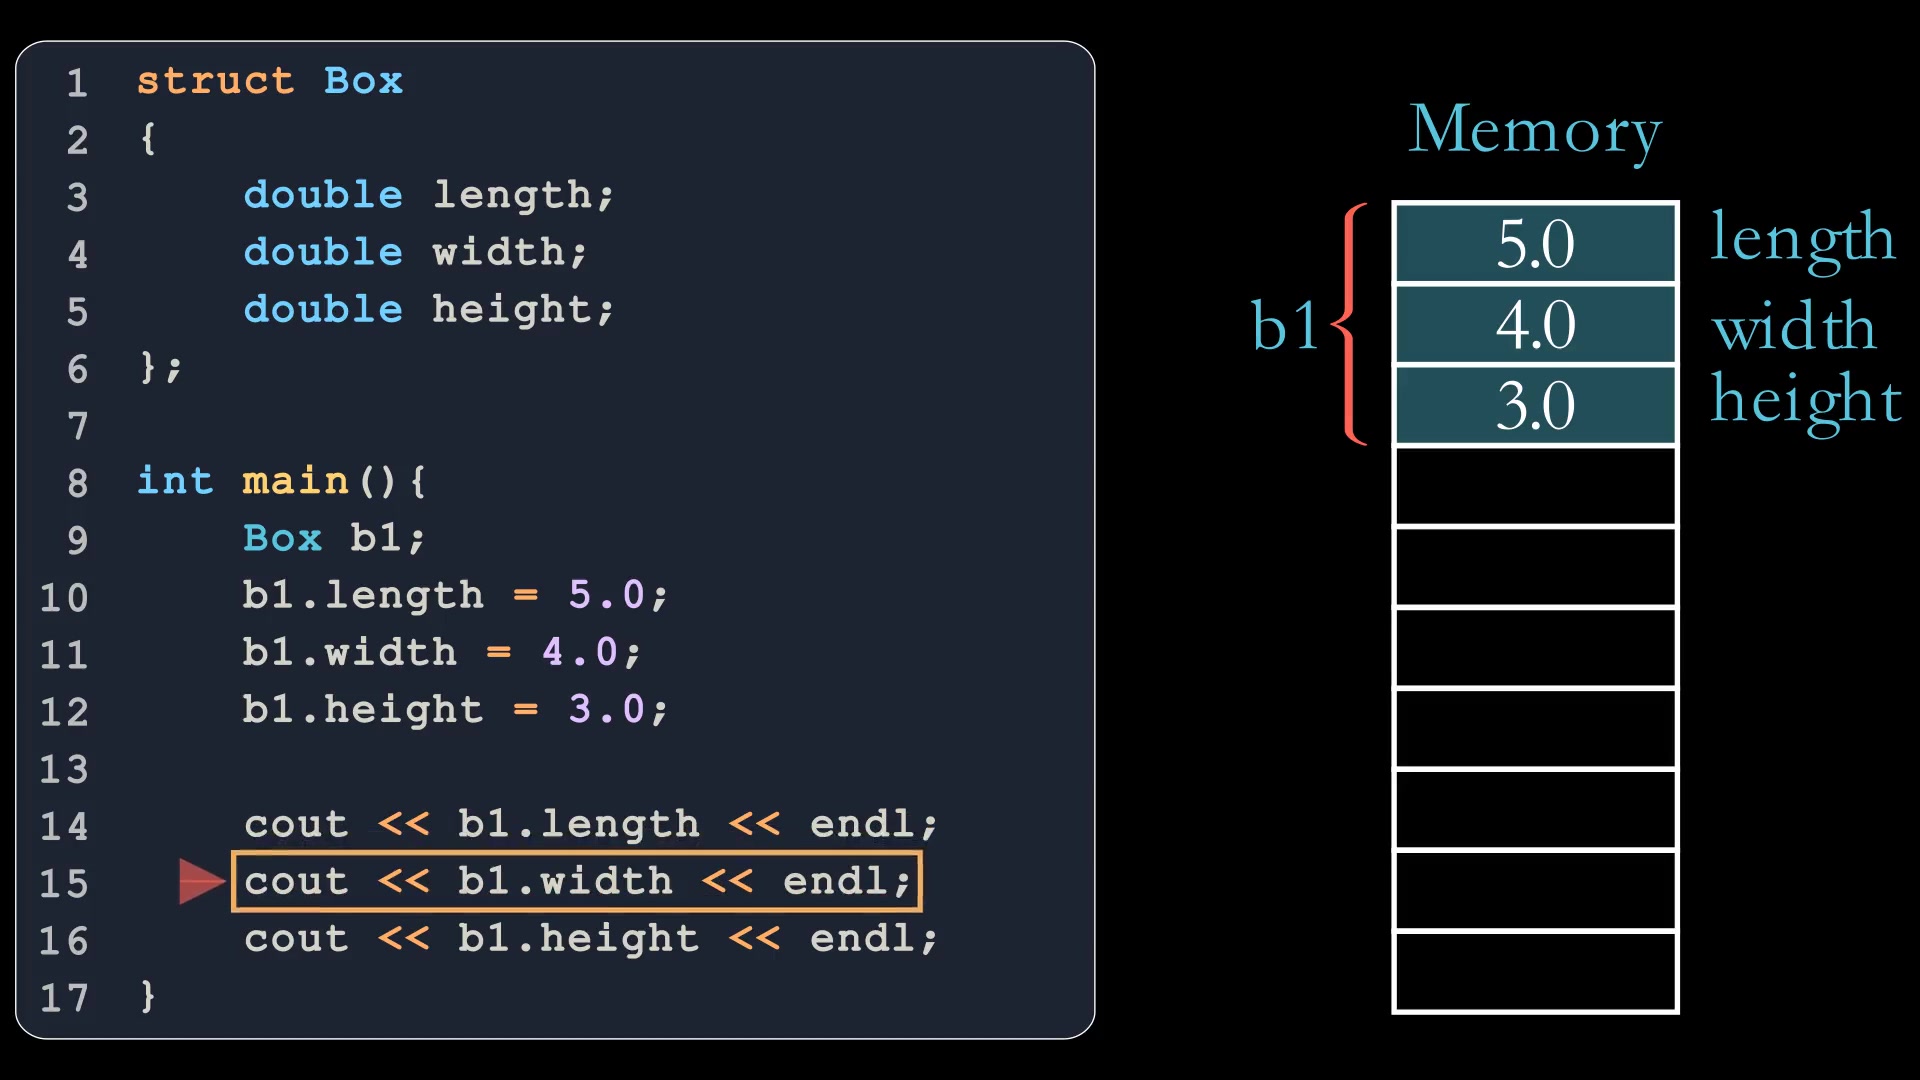 1 struct Box
2 {
3 double length;
4 double width;
5 double height;
6 };
7
8 int main(){
9 Box b1;
10 b1.length = 5.0;
11 b1.width = 4.0;
12 b1.height = 3.0;
13
14 cout << b1.length << endl;
15 cout << b1.width << endl;
16 cout << b1.height << endl;
17 }
Memory
b1
5.0 length
4.0 width
3.0 height